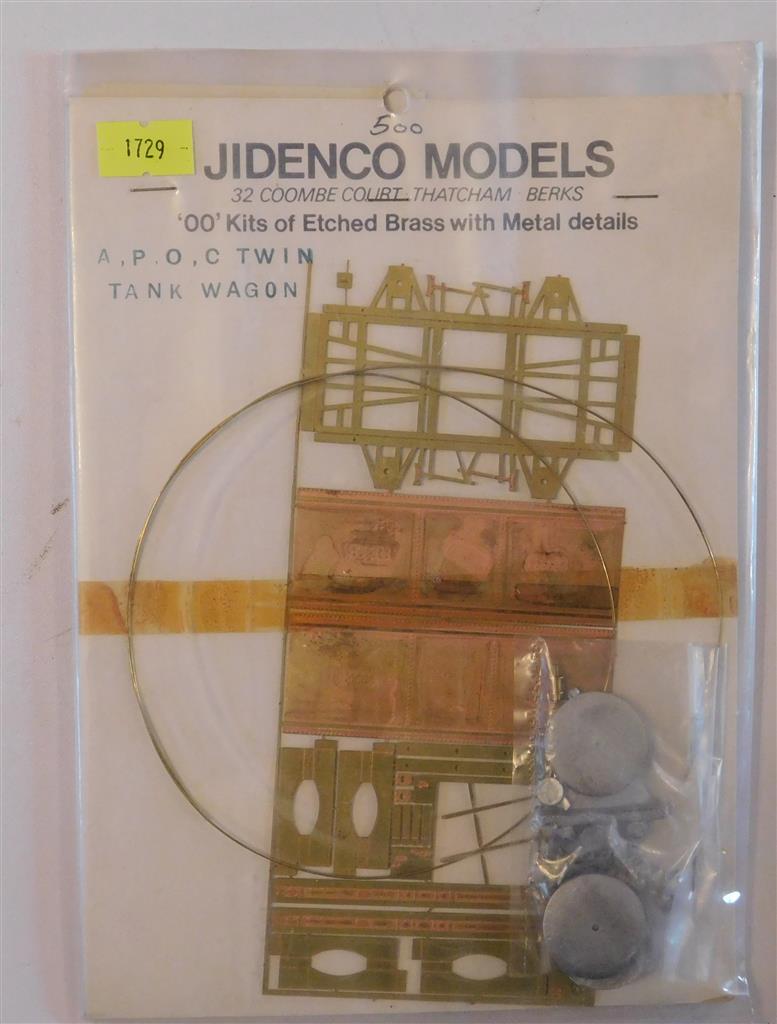 500
1729
JIDENCO MODELS
32 COOMBE COURT THATCHAM BERKS
'OO' Kits of Etched Brass with Metal details
A,P.O,C TWIN
TANK WAGON